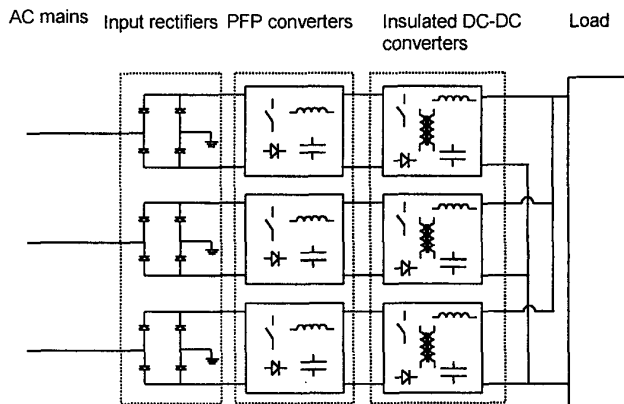 AC mains
Input rectifiers
PFP converters
Insulated DC-DC
converters
Load